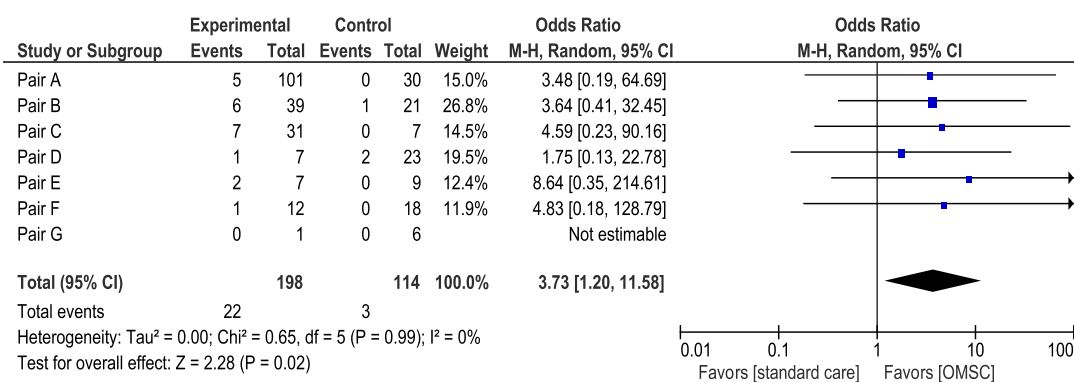 Experimental Control Odds Ratio Odds Ratio
Study or Subgroup Events Total Events Total Weight M-H, Random, 95% CI M-H, Random, 95% CI
Pair A 5 101 0 30 15.0% 3.48 [0.19, 64.69]
Pair B 6 39 1 21 26.8% 3.64 [0.41, 32.45]
Pair C 7 31 0 7 14.5% 4.59 [0.23, 90.16]
Pair D 1 7 2 23 19.5% 1.75 [0.13, 22.78]
Pair E 2 7 0 9 12.4% 8.64 [0.35, 214.61]
Pair F 1 12 0 18 11.9% 4.83 [0.18, 128.79]
Pair G 0 1 0 6 Not estimable
Total (95% CI) 198 114 100.0% 3.73 [1.20, 11.58]
Total events 22 3
Heterogeneity: Tau² = 0.00; Chi² = 0.65, df = 5 (P = 0.99); I² = 0%
Test for overall effect: Z = 2.28 (P = 0.02)
0.01 0.1 1 10 100
Favors [standard care] Favors [OMSC]